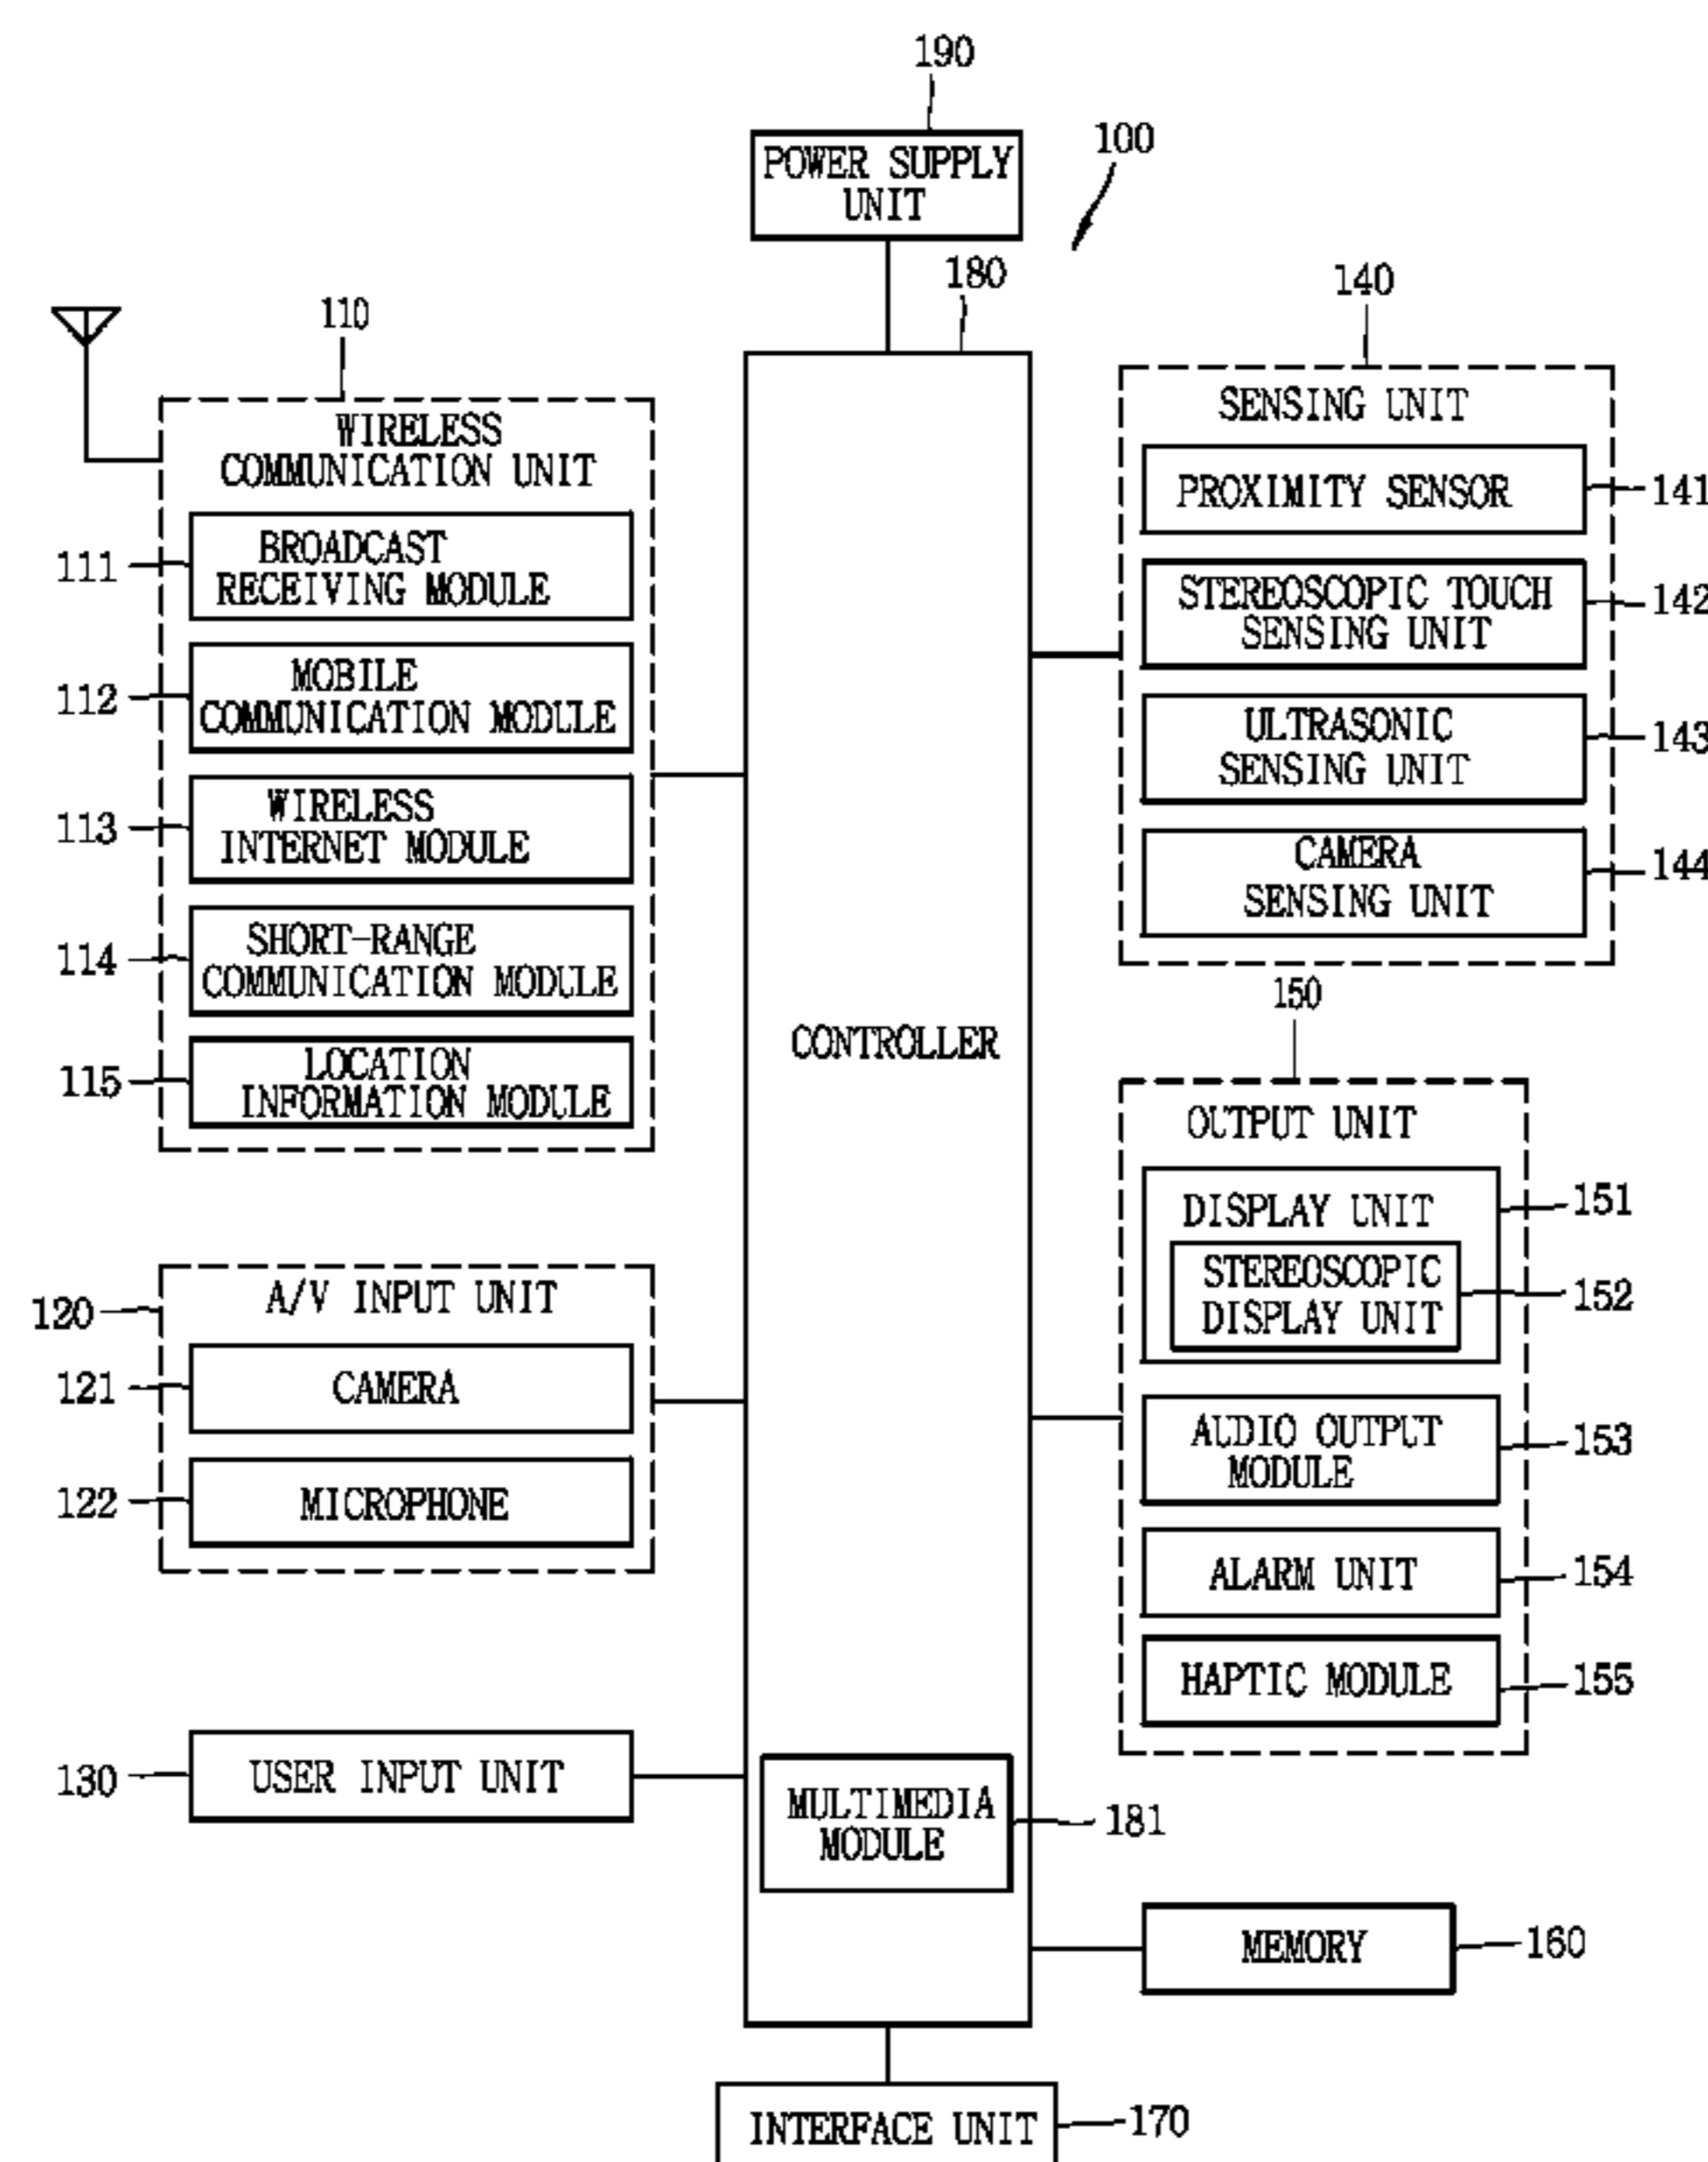 190
POWER SUPPLY
UNIT
100
180
110
WIRELESS
COMMUNICATION UNIT
111
BROADCAST
RECEIVING MODULE
112
MOBILE
COMMUNICATION MODULE
113
WIRELESS
INTERNET MODULE
114
SHORT-RANGE
COMMUNICATION MODULE
115
LOCATION
INFORMATION MODULE
120
A/V INPUT UNIT
121
CAMERA
122
MICROPHONE
130
USER INPUT UNIT
CONTROLLER
MULTIMEDIA
MODULE
181
140
SENSING UNIT
PROXIMITY SENSOR
141
STEREOSCOPIC TOUCH
SENSING UNIT
142
ULTRASONIC
SENSING UNIT
143
CAMERA
SENSING UNIT
144
150
OUTPUT UNIT
DISPLAY UNIT
151
STEREOSCOPIC
DISPLAY UNIT
152
AUDIO OUTPUT
MODULE
153
ALARM UNIT
154
HAPTIC MODULE
155
MEMORY
160
INTERFACE UNIT
170